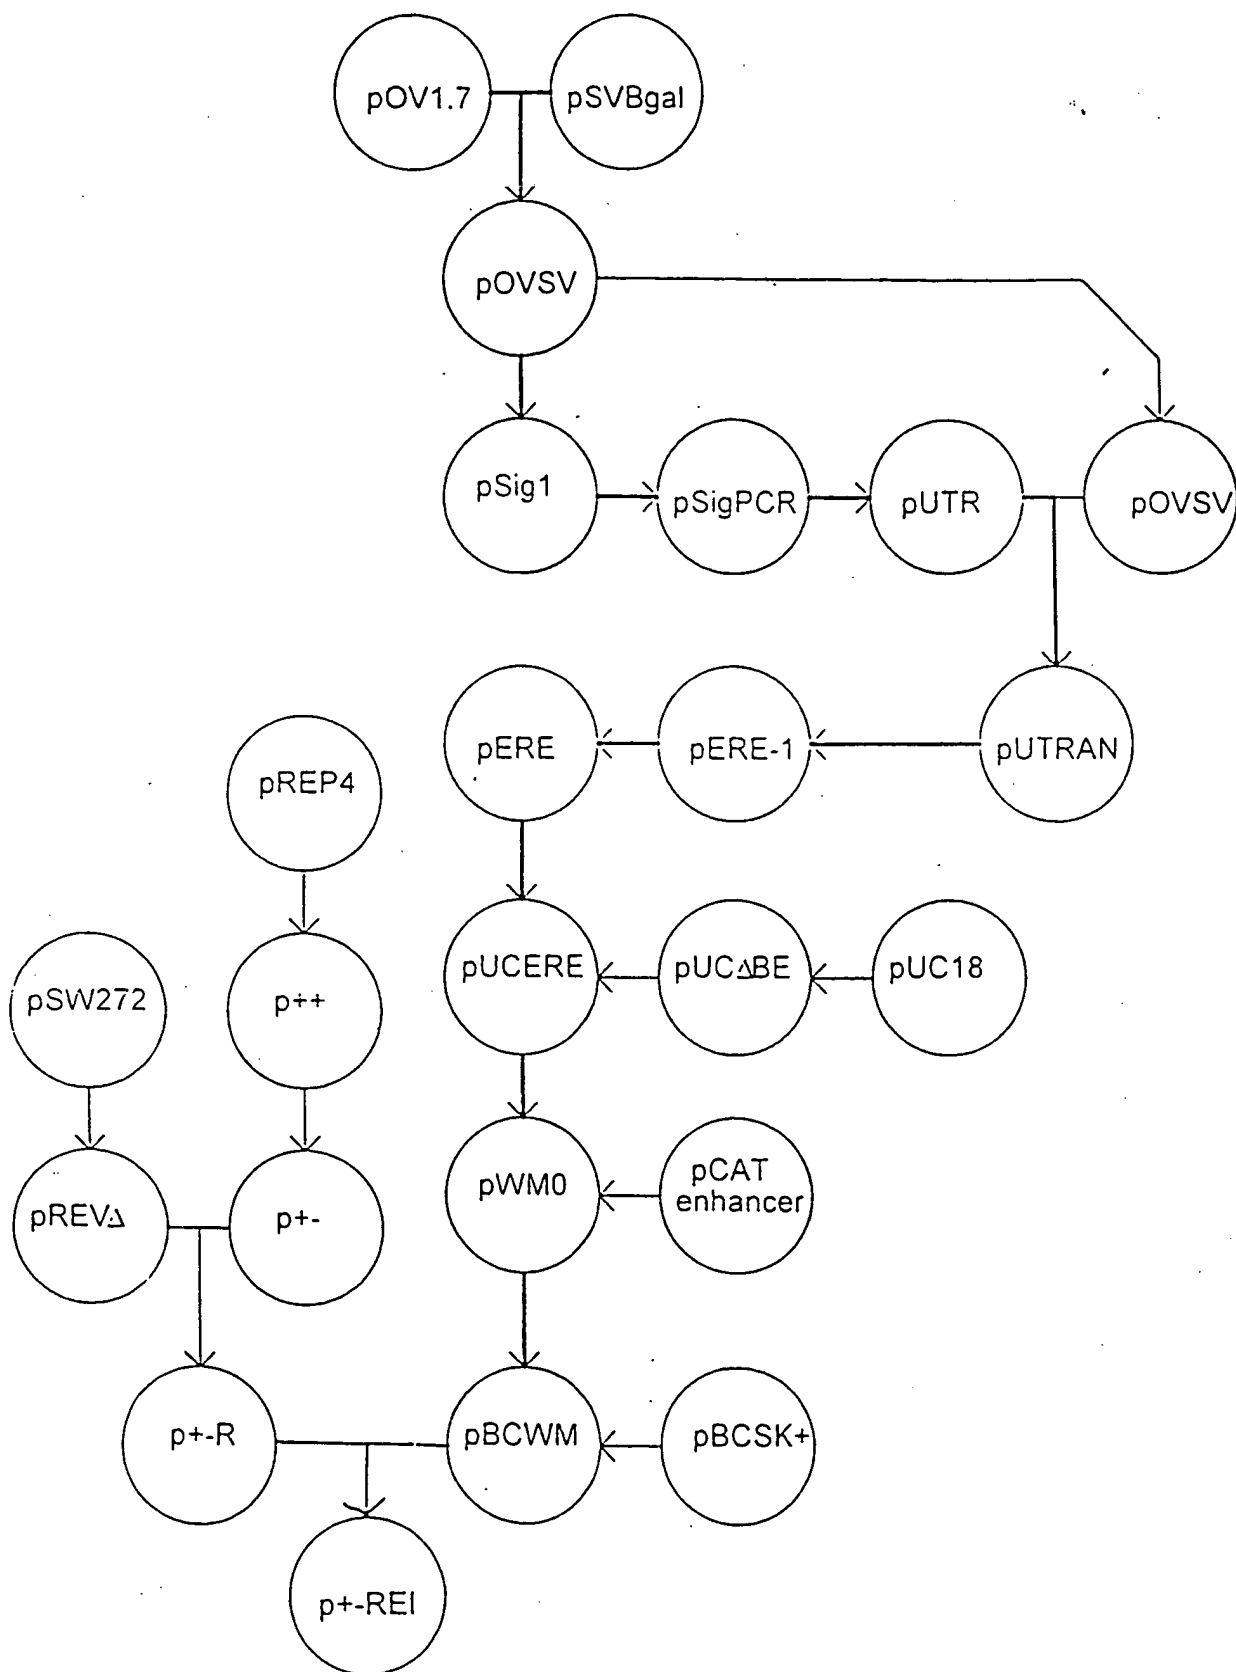 pOV1.7
pSVBgal
pOVSV
pSig1
pSigPCR
pUTR
pOVSV
pERE
pERE-1
pUTRAN
pREP4
pSW272
p++
pUCERE
pUCΔBE
pUC18
pREVΔ
p+-
pWM0
pCAT
enhancer
p+-R
pBCWM
pBCSK+
p+-REI